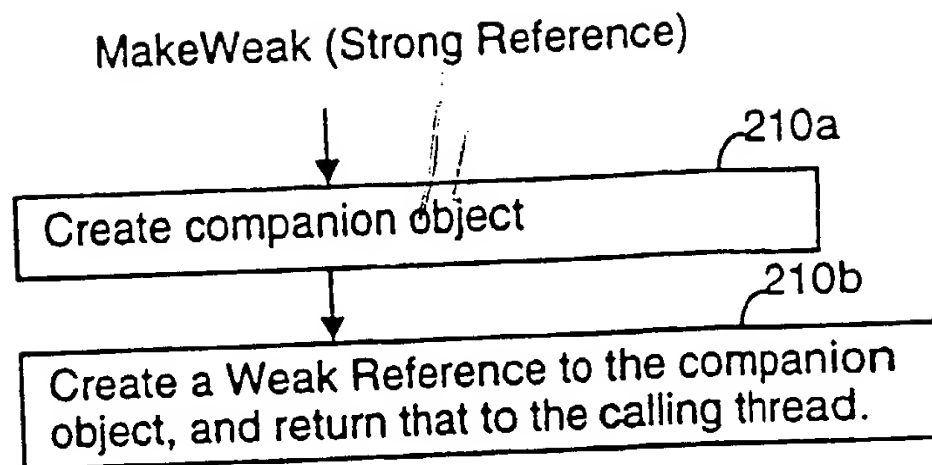 MakeWeak (Strong Reference)
210a
Create companion object
210b
Create a Weak Reference to the companion
object, and return that to the calling thread.